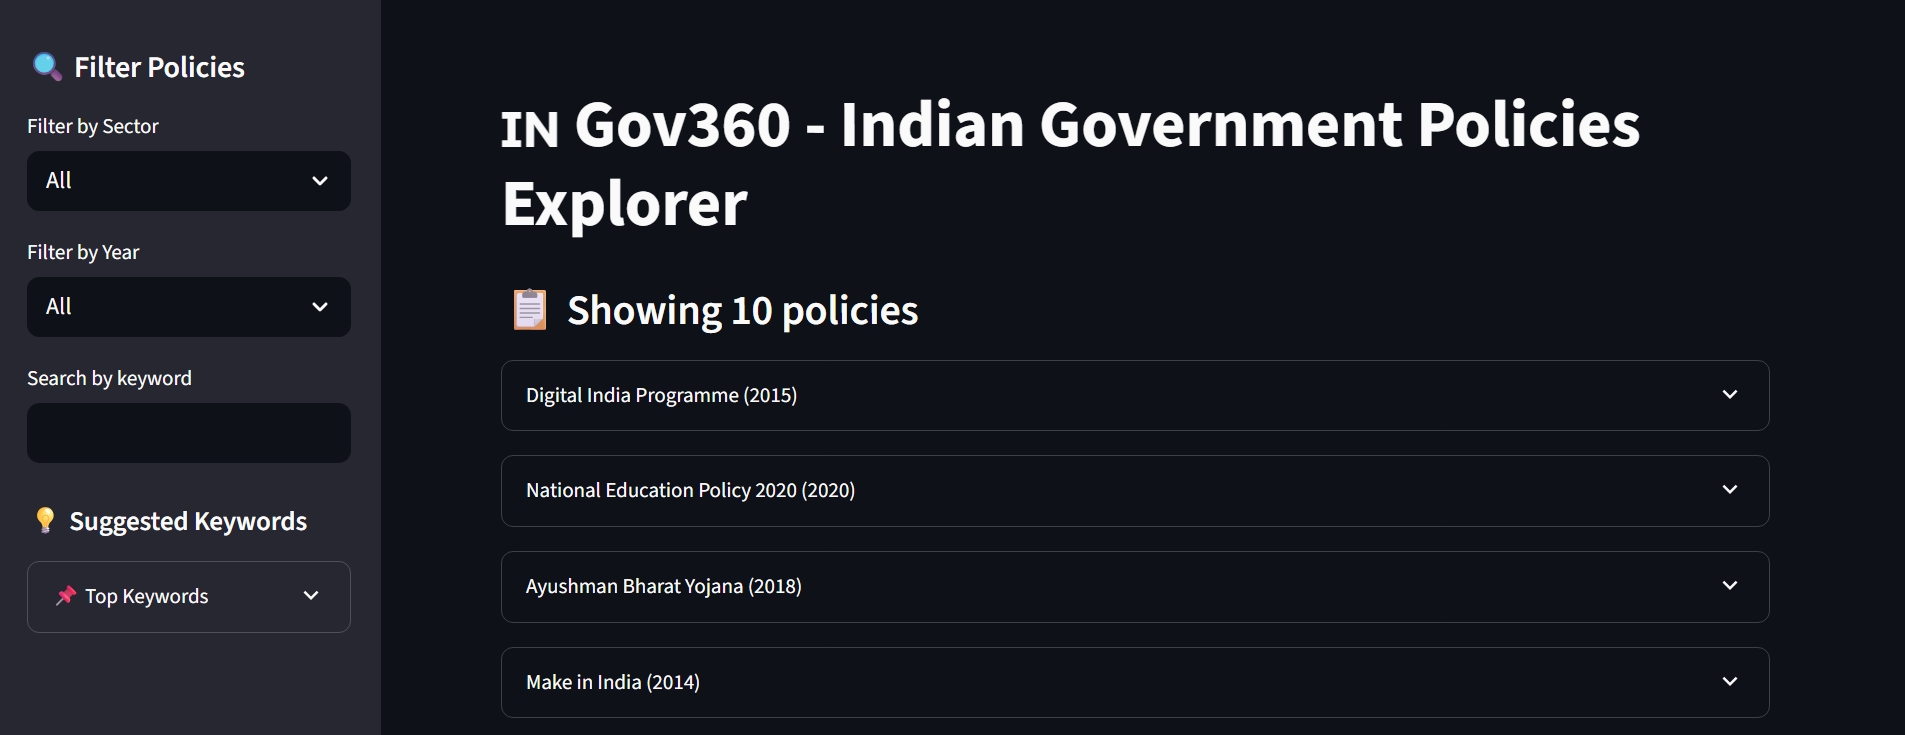 🔍 Filter Policies
Filter by Sector
All
Filter by Year
All
Search by keyword
💡 Suggested Keywords
📌 Top Keywords
IN Gov360 - Indian Government Policies
Explorer
📋 Showing 10 policies
Digital India Programme (2015)
National Education Policy 2020 (2020)
Ayushman Bharat Yojana (2018)
Make in India (2014)